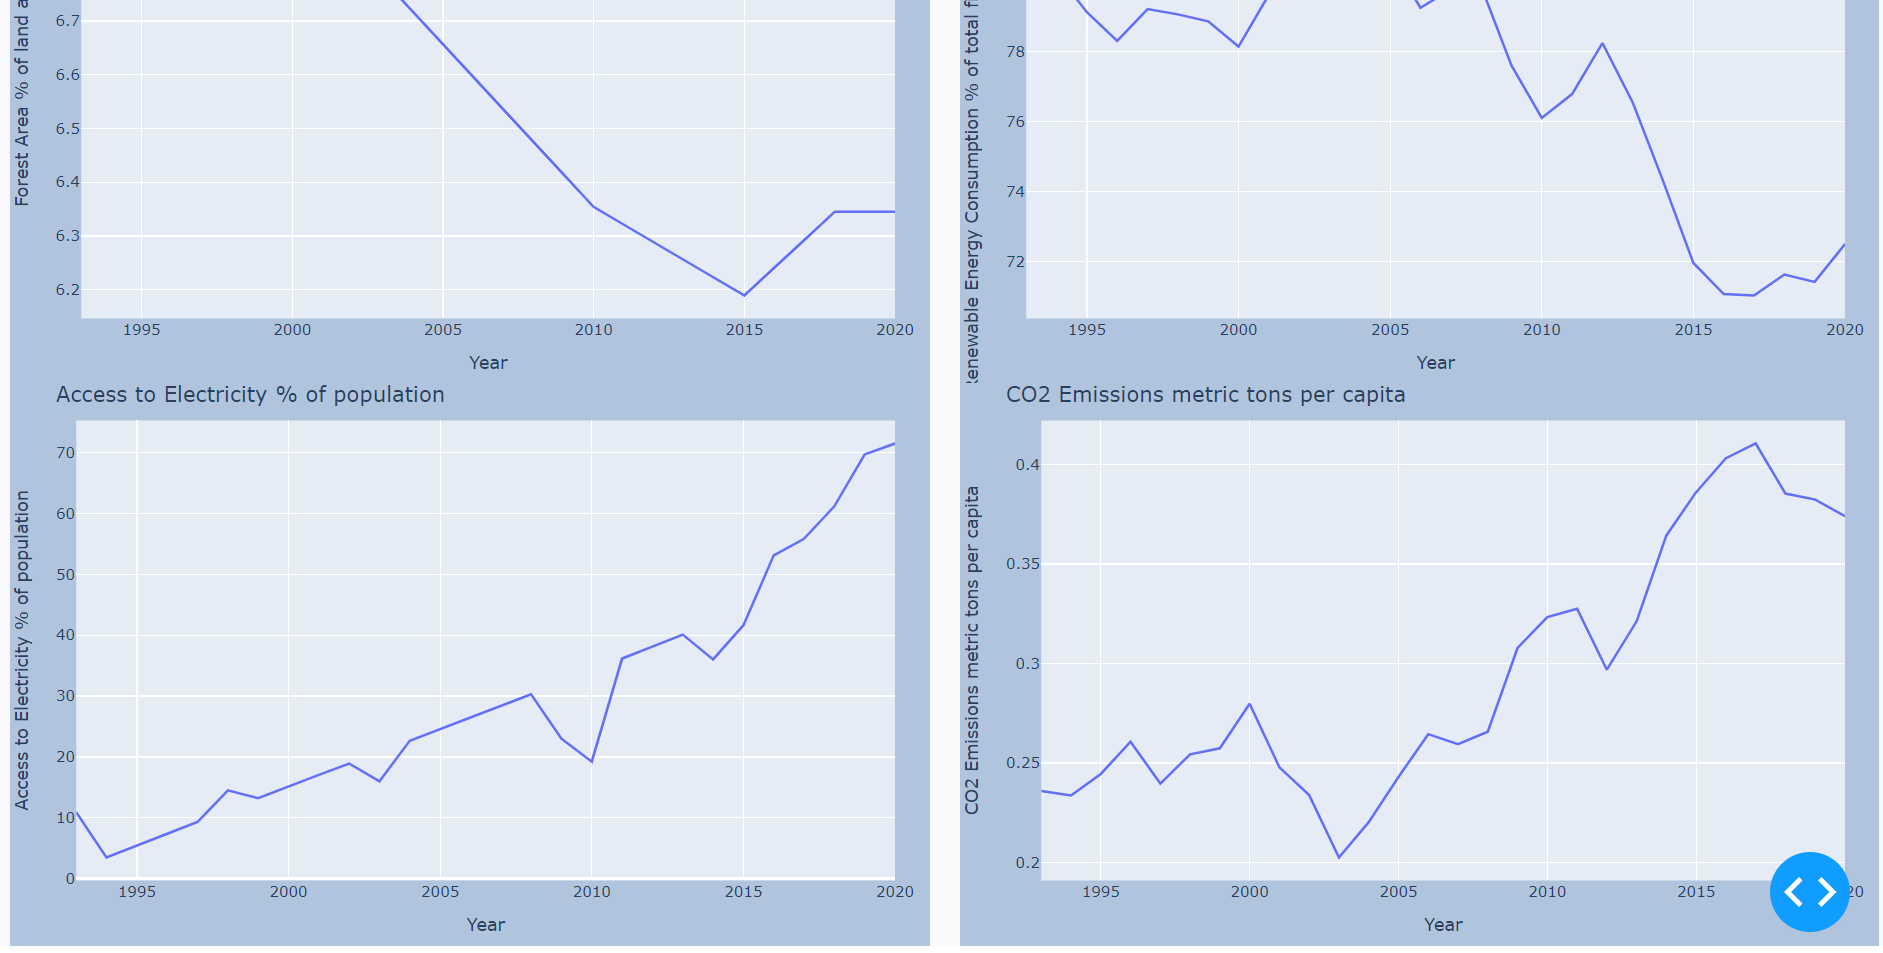 Forest Area % of land a
6.7
6.6
6.5
6.4
6.3
6.2
1995 2000 2005 2010 2015 2020
Year
Renewable Energy Consumption % of total fi
78
76
74
72
1995 2000 2005 2010 2015 2020
Year
Access to Electricity % of population
Access to Electricity % of population
70
60
50
40
30
20
10
0
1995 2000 2005 2010 2015 2020
Year
CO2 Emissions metric tons per capita
CO2 Emissions metric tons per capita
0.4
0.35
0.3
0.25
0.2
1995 2000 2005 2010 2015 20
Year